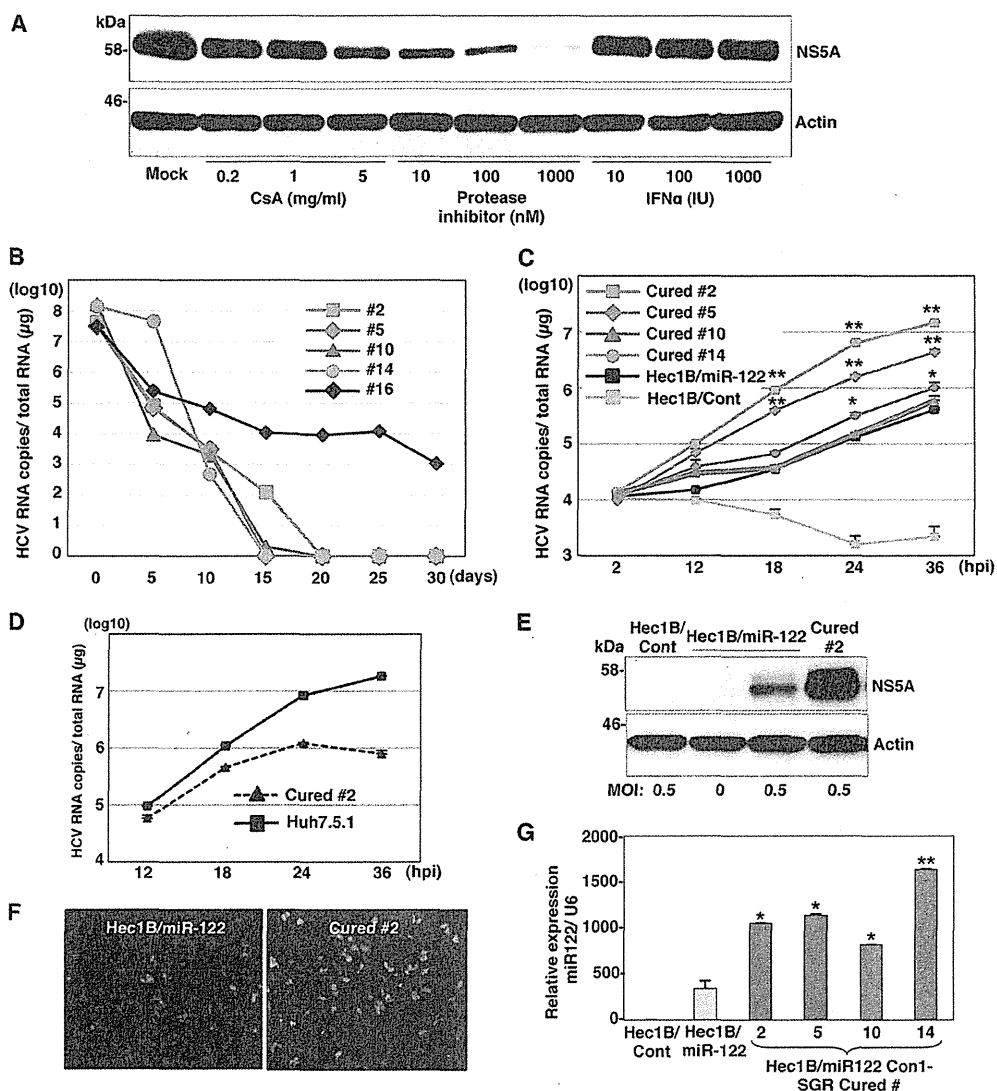 A
kDa
58-
NS5A
46-
Actin
Mock 0.2 1 5 10 100 1000 10 100 1000
CsA (mg/ml) Protease inhibitor (nM) IFNα (IU)
B
(log10)
HCV RNA copies/ total RNA (µg)
8
7
6
5
4
3
2
1
0
#2
#5
#10
#14
#16
0 5 10 15 20 25 30 (days)
C
(log10)
HCV RNA copies/ total RNA (µg)
7
6
5
4
3
Cured #2
Cured #5
Cured #10
Cured #14
Hec1B/miR-122
Hec1B/Cont
** **
** ** **
** * *
2 12 18 24 36 (hpi)
D
(log10)
HCV RNA copies/ total RNA (µg)
7
6
5
4
Cured #2
Huh7.5.1
12 18 24 36 (hpi)
E
kDa
Hec1B/ Cont
Hec1B/miR-122
Cured #2
58-
NS5A
46-
Actin
MOI: 0.5 0 0.5 0.5
F
Hec1B/miR-122
Cured #2
G
Relative expression
miR122/ U6
2000
1500
1000
500
0
* * * **
Hec1B/ Cont
Hec1B/ miR-122
2 5 10 14
Hec1B/miR122 Con1-
SGR Cured #